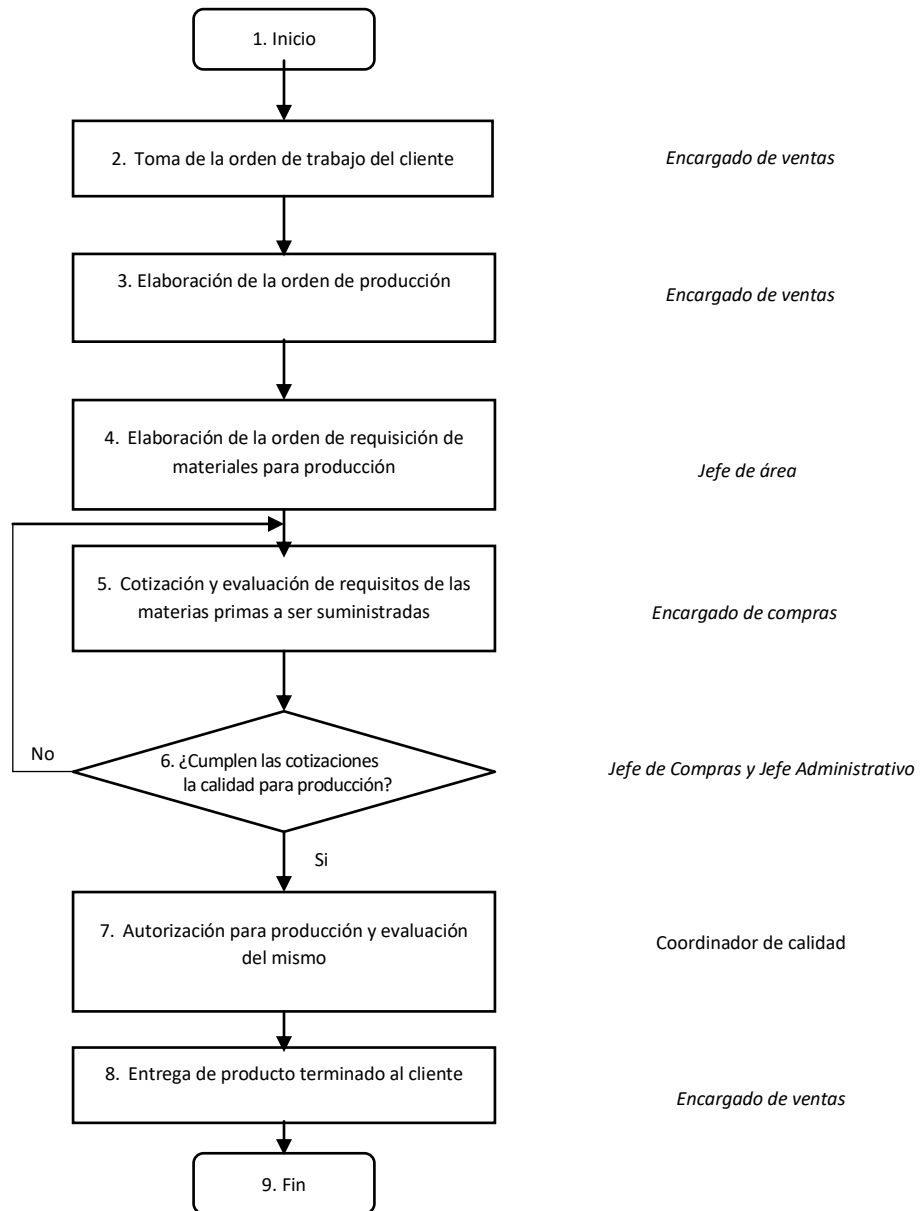 1. Inicio
2. Toma de la orden de trabajo del cliente
Encargado de ventas
3. Elaboración de la orden de producción
Encargado de ventas
4. Elaboración de la orden de requisición de
materiales para producción
Jefe de área
5. Cotización y evaluación de requisitos de las
materias primas a ser suministradas
Encargado de compras
No
6. ¿Cumplen las cotizaciones
la calidad para producción?
Jefe de Compras y Jefe Administrativo
Si
7. Autorización para producción y evaluación
del mismo
Coordinador de calidad
8. Entrega de producto terminado al cliente
Encargado de ventas
9. Fin